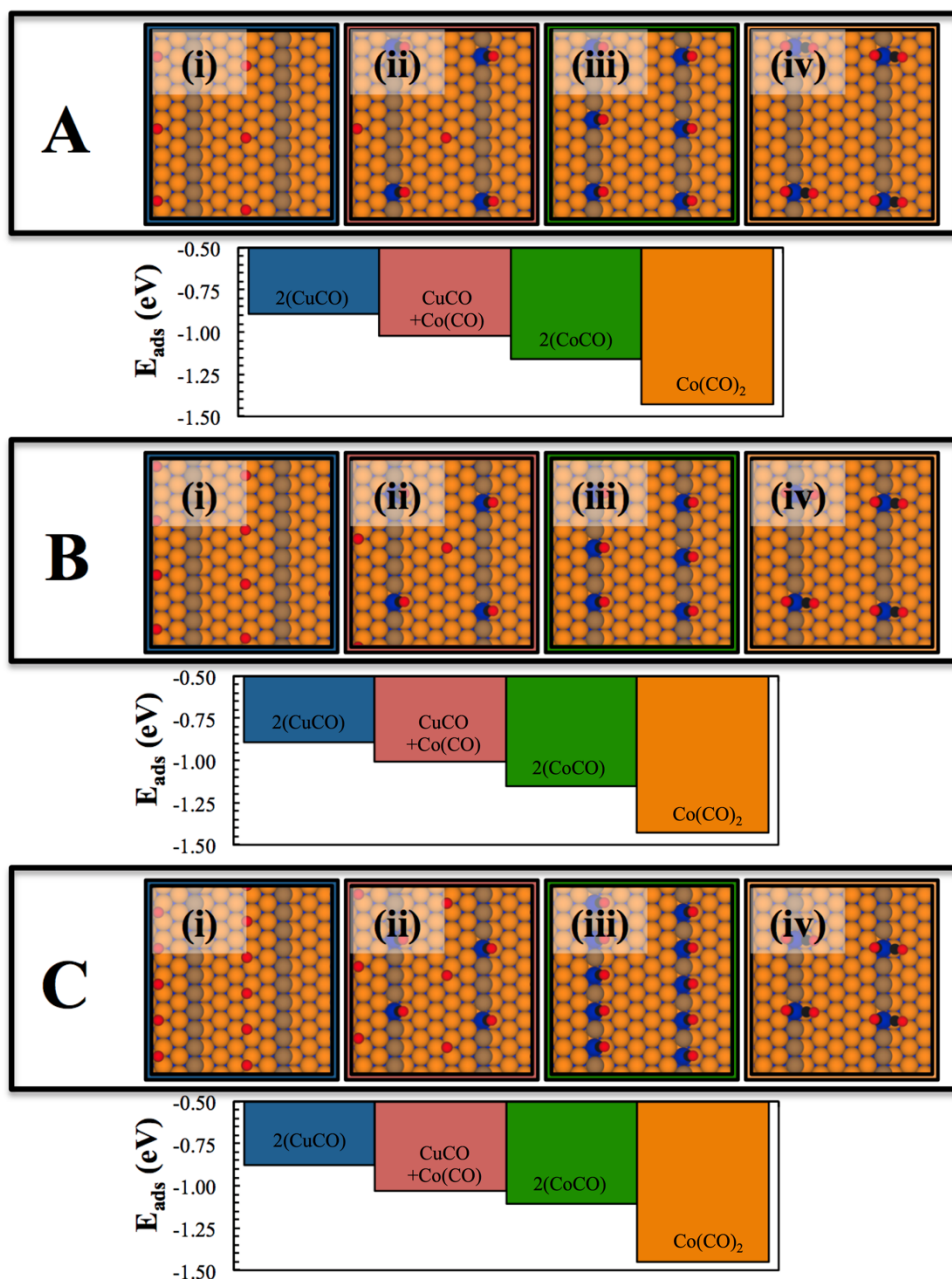 A
(i)
(ii)
(iii)
(iv)
E_ads (eV)
-0.50
-0.75
-1.00
-1.25
-1.50
2(CuCO)
CuCO
+Co(CO)
2(CoCO)
Co(CO)₂
B
(i)
(ii)
(iii)
(iv)
E_ads (eV)
-0.50
-0.75
-1.00
-1.25
-1.50
2(CuCO)
CuCO
+Co(CO)
2(CoCO)
Co(CO)₂
C
(i)
(ii)
(iii)
(iv)
E_ads (eV)
-0.50
-0.75
-1.00
-1.25
-1.50
2(CuCO)
CuCO
+Co(CO)
2(CoCO)
Co(CO)₂